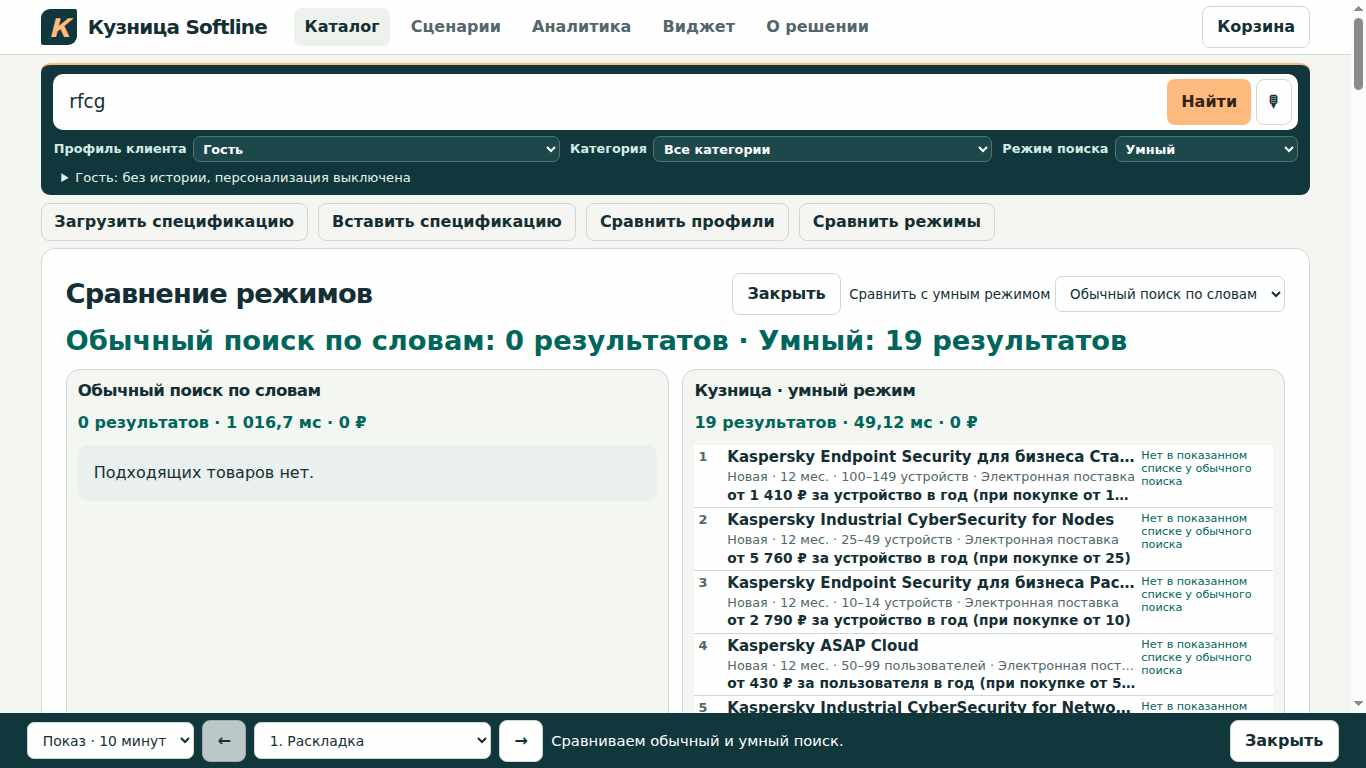 К Кузница Softline Каталог Сценарии Аналитика Виджет О решении Корзина
rfcg Найти
Профиль клиента Гость Категория Все категории Режим поиска Умный
Гость: без истории, персонализация выключена
Загрузить спецификацию Вставить спецификацию Сравнить профили Сравнить режимы
Сравнение режимов Закрыть Сравнить с умным режимом Обычный поиск по словам
Обычный поиск по словам: 0 результатов · Умный: 19 результатов
Обычный поиск по словам
0 результатов · 1 016,7 мс · 0 ₽
Подходящих товаров нет.
Кузница · умный режим
19 результатов · 49,12 мс · 0 ₽
1 Kaspersky Endpoint Security для бизнеса Ста…
Новая · 12 мес. · 100–149 устройств · Электронная поставка
от 1 410 ₽ за устройство в год (при покупке от 1…
Нет в показанном
списке у обычного
поиска
2 Kaspersky Industrial CyberSecurity for Nodes
Новая · 12 мес. · 25–49 устройств · Электронная поставка
от 5 760 ₽ за устройство в год (при покупке от 25)
Нет в показанном
списке у обычного
поиска
3 Kaspersky Endpoint Security для бизнеса Рас…
Новая · 12 мес. · 10–14 устройств · Электронная поставка
от 2 790 ₽ за устройство в год (при покупке от 10)
Нет в показанном
списке у обычного
поиска
4 Kaspersky ASAP Cloud
Новая · 12 мес. · 50–99 пользователей · Электронная пост…
от 430 ₽ за пользователя в год (при покупке от 5…
Нет в показанном
списке у обычного
поиска
5 Kaspersky Industrial CyberSecurity for Netwo…
Нет в показанном
Показ · 10 минут ← 1. Раскладка → Сравниваем обычный и умный поиск. Закрыть